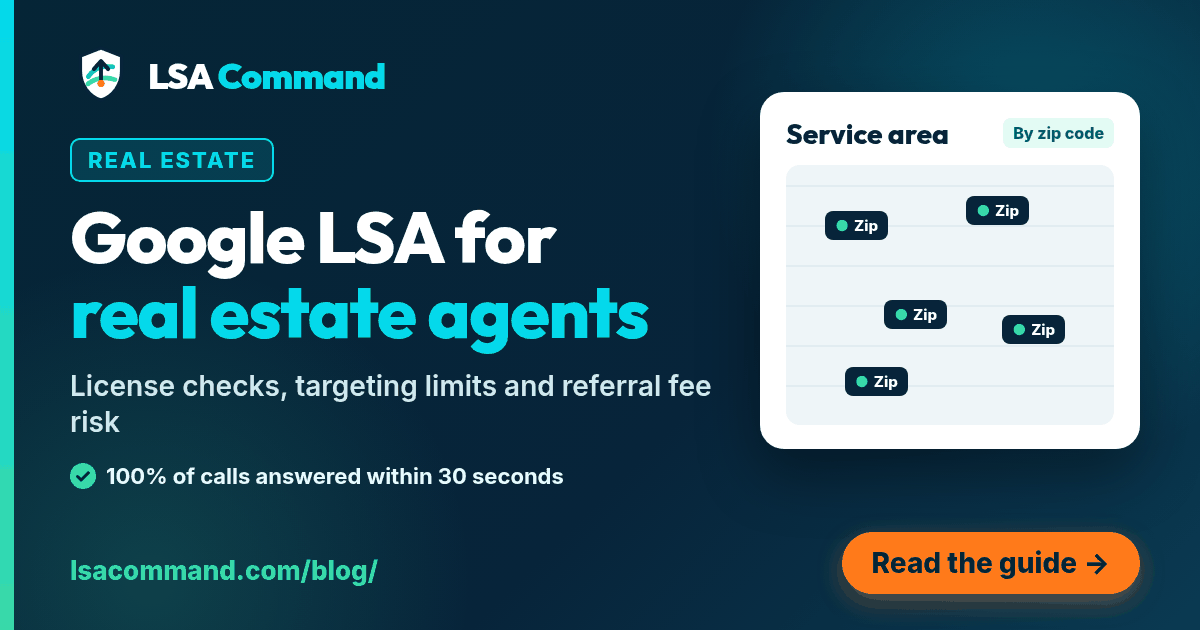 LSA Command
REAL ESTATE
Google LSA for
real estate agents
License checks, targeting limits and referral fee
risk
100% of calls answered within 30 seconds
lsacommand.com/blog/
Service area
By zip code
Zip
Zip
Zip
Zip
Zip
Read the guide →